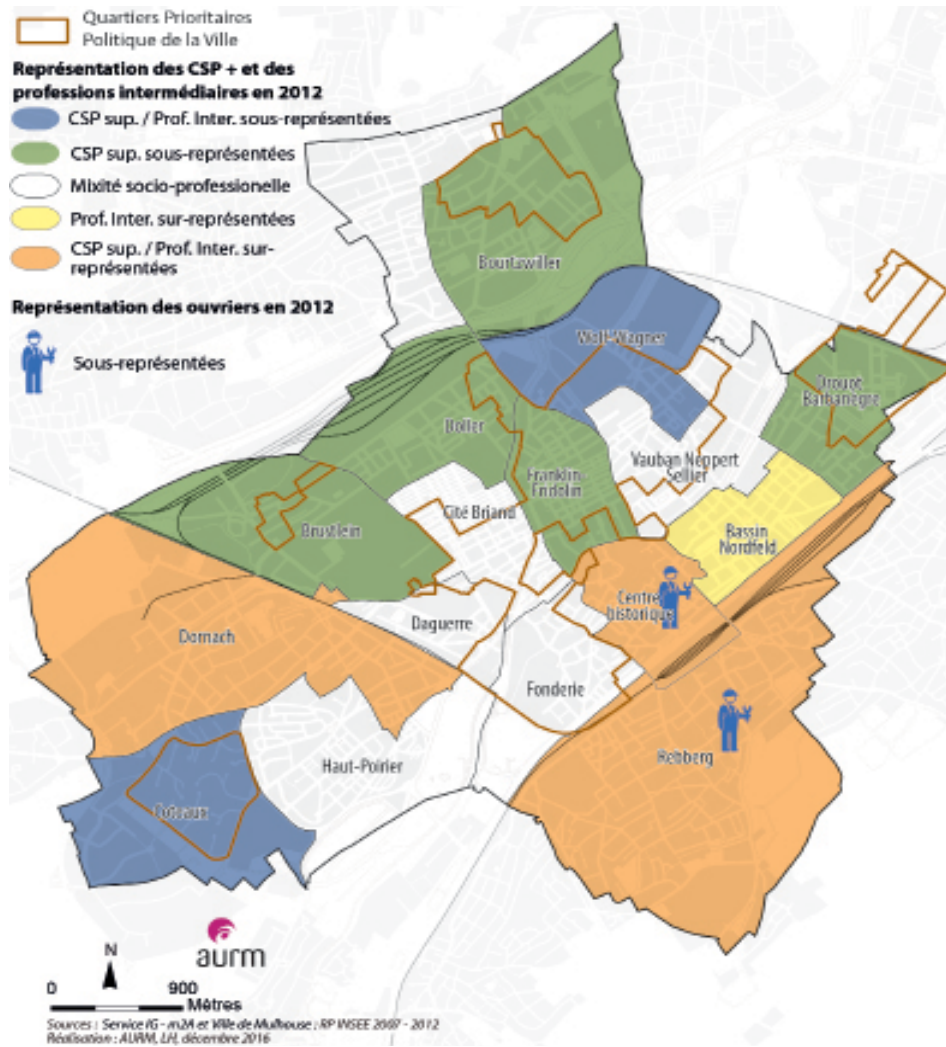 Quartiers Prioritaires
Politique de la Ville
Représentation des CSP + et des
professions intermédiaires en 2012
CSP sup. / Prof. Inter. sous-représentées
CSP sup. sous-représentées
Mixité socio-professionelle
Prof. Inter. sur-représentées
CSP sup. / Prof. Inter. sur-
représentées
Représentation des ouvriers en 2012
Sous-représentées
Bourtzwiller
Wolf-Wagner
Drouot
Barbanegre
Doller
Vauban Neppert
Sellier
Franklin-
Fridolin
Cité Briand
Brustlein
Bassin
Nordfeld
Centre
historique
Daguerre
Dornach
Fonderie
Rebberg
Haut-Poirier
Coteaux
aurm
N
0 900
Mètres
Sources : Service IG - m2A et Ville de Mulhouse ; RP INSEE 2007 - 2012
Réalisation : AURM, LH, décembre 2016